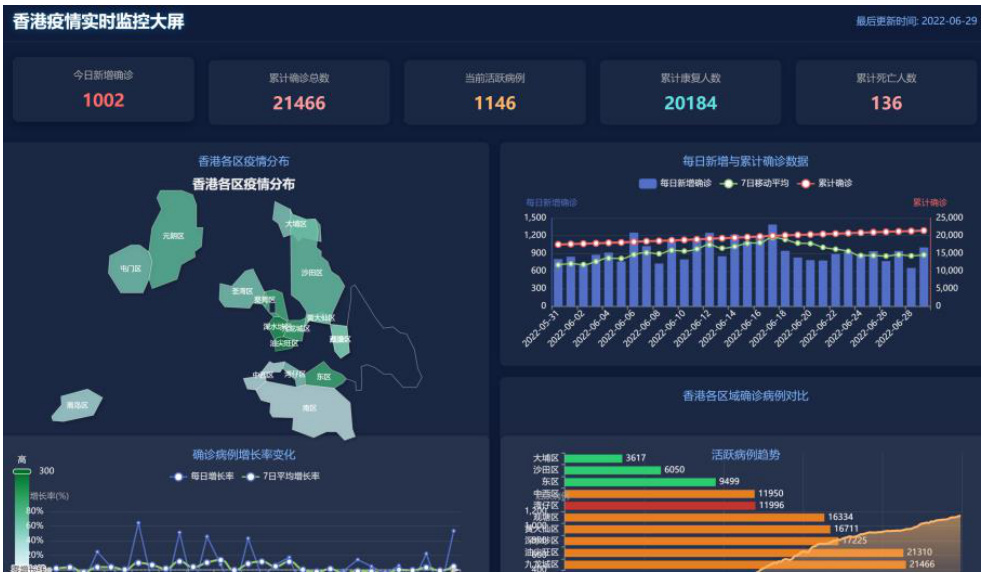 香港疫情实时监控大屏
最后更新时间: 2022-06-29
今日新增确诊
1002
累计确诊总数
21466
当前活跃病例
1146
累计康复人数
20184
累计死亡人数
136
香港各区疫情分布
香港各区疫情分布
元朗区
屯门区
大埔区
沙田区
荃湾区
葵青区
黄大仙区
深水埗区
九龙城区
油尖旺区
观塘区
中西区
湾仔区
东区
南区
离岛区
高
300
每日新增与累计确诊数据
每日新增确诊
7日移动平均
累计确诊
每日新增确诊
累计确诊
1,500
1,200
900
600
300
0
25,000
20,000
15,000
10,000
5,000
0
2022-05-31
2022-06-02
2022-06-04
2022-06-06
2022-06-08
2022-06-10
2022-06-12
2022-06-14
2022-06-16
2022-06-18
2022-06-20
2022-06-22
2022-06-24
2022-06-26
2022-06-28
确诊病例增长率变化
每日增长率
7日平均增长率
增长率(%)
80%
60%
20%
香港各区域确诊病例对比
活跃病例趋势
大埔区 3617
沙田区 6050
东区 9499
中西区 11950
湾仔区 11996
观塘区 16334
黄大仙区 16711
深水埗区 17225
油尖旺区 21310
九龙城区 21466
1,200
1,000
400